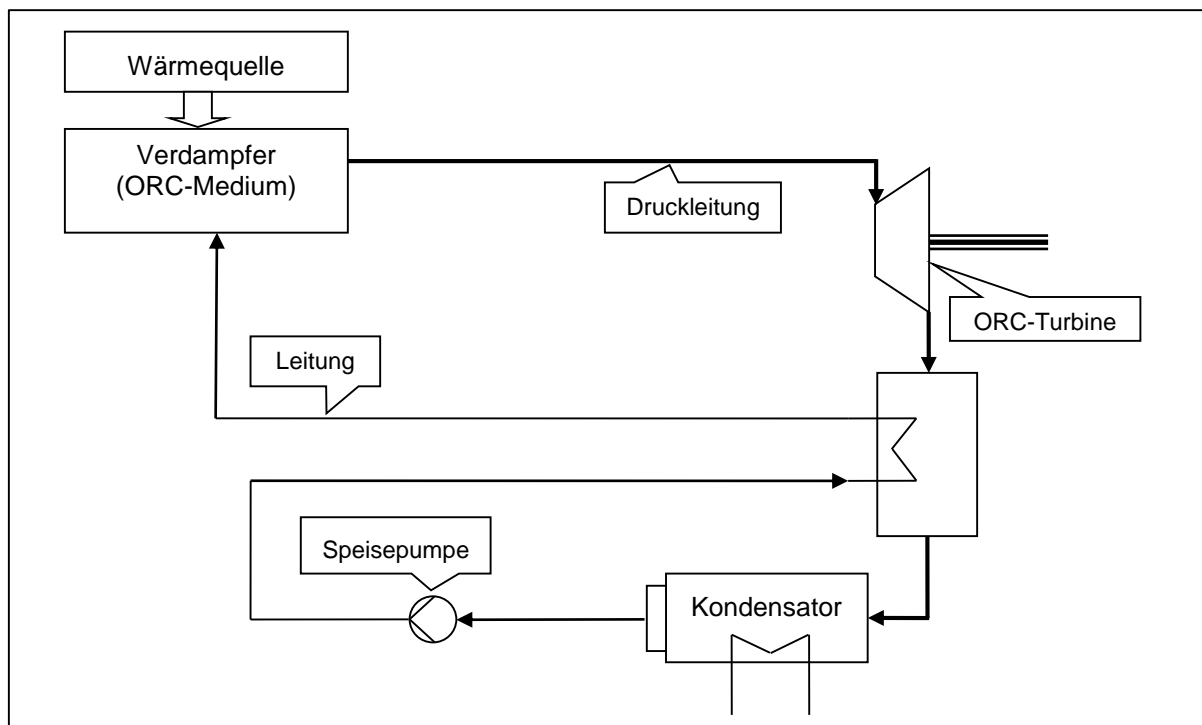 Wärmequelle
Verdampfer
(ORC-Medium)
Druckleitung
ORC-Turbine
Leitung
Speisepumpe
Kondensator